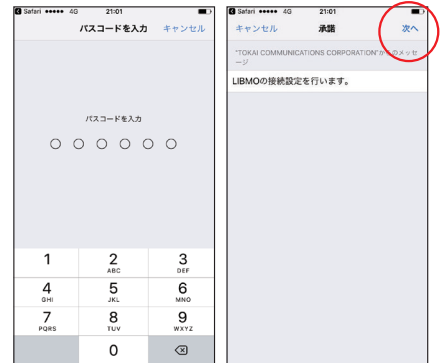 Safari 4G 21:01
パスコードを入力 キャンセル
パスコードを入力
1 2 3
ABC DEF
4 5 6
GHI JKL MNO
7 8 9
PQRS TUV WXYZ
0
Safari 4G 21:01
キャンセル 承諾 次へ
"TOKAI COMMUNICATIONS CORPORATION"からのメッセ
ージ
LIBMOの接続設定を行います。